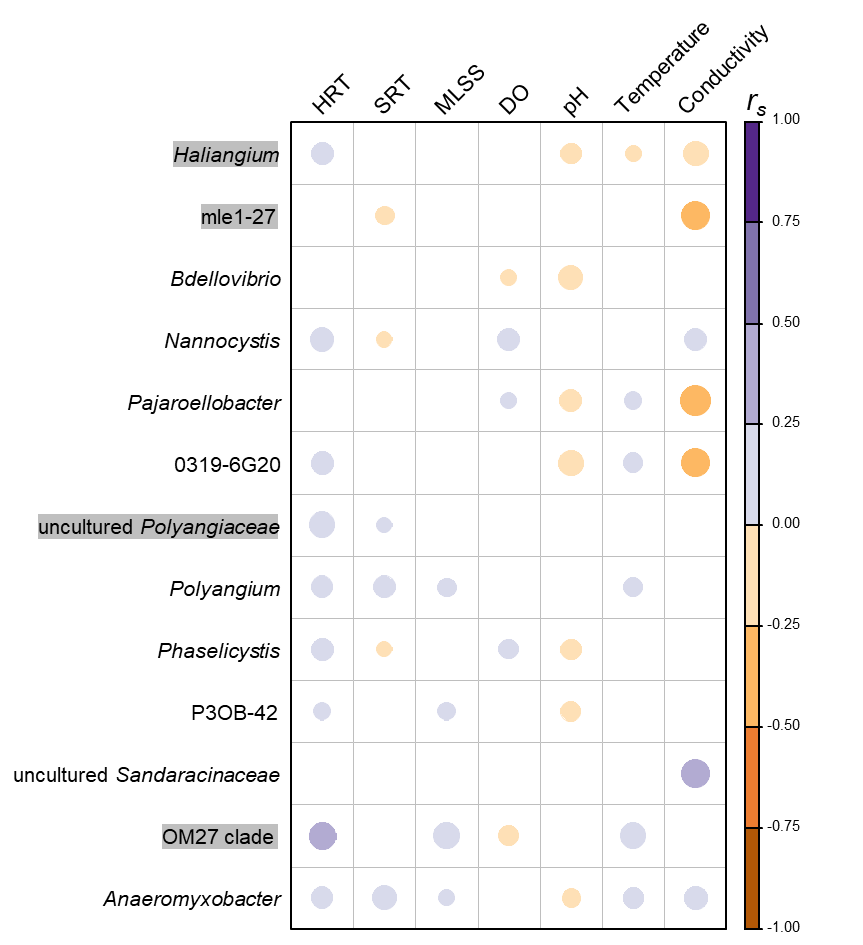 HRT
SRT
MLSS
DO
pH
Temperature
Conductivity
rs
Haliangium
mle1-27
Bdellovibrio
Nannocystis
Pajaroellobacter
0319-6G20
uncultured Polyangiaceae
Polyangium
Phaselicystis
P3OB-42
uncultured Sandaracinaceae
OM27 clade
Anaeromyxobacter
1.00
0.75
0.50
0.25
0.00
-0.25
-0.50
-0.75
-1.00